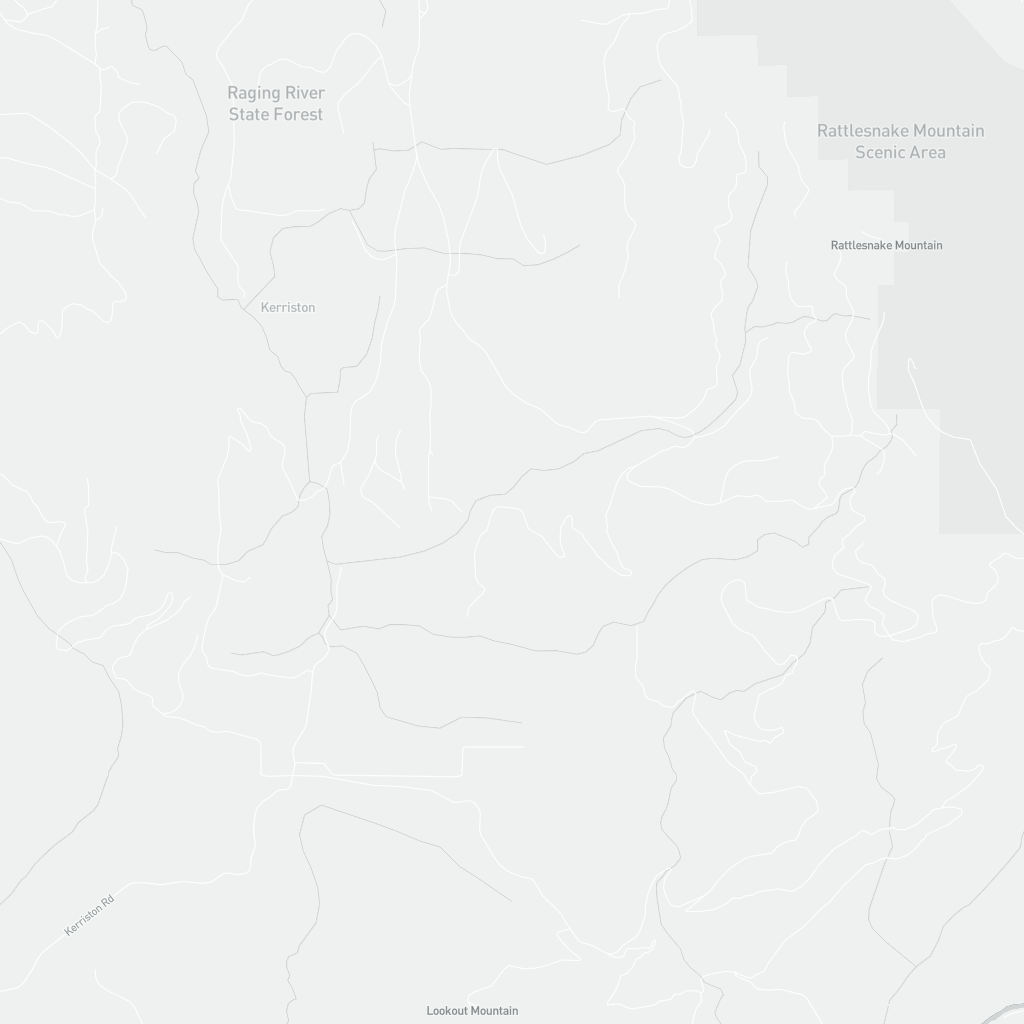 Raging River
State Forest
Rattlesnake Mountain
Scenic Area
Rattlesnake Mountain
Kerriston
Kerriston Rd
Lookout Mountain